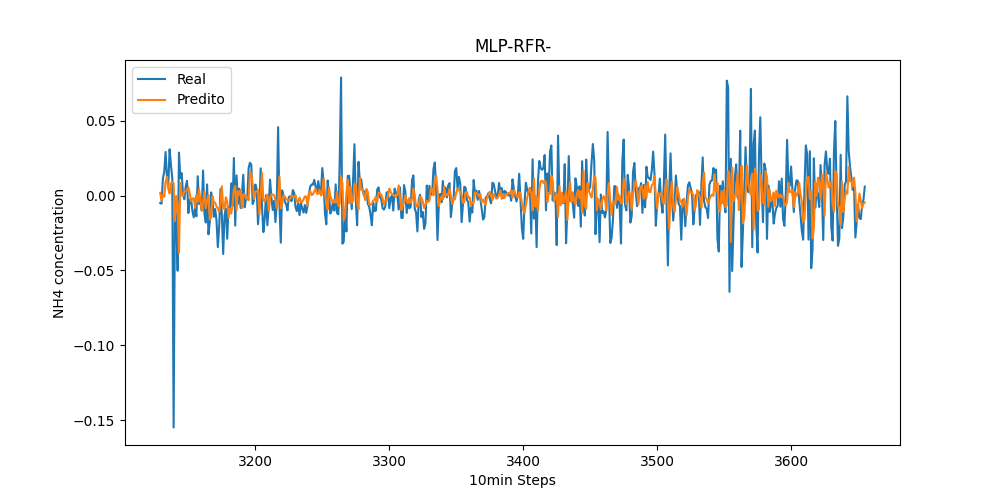 MLP-RFR-
Real
Predito
0.05
0.00
−0.05
−0.10
−0.15
NH4 concentration
3200 3300 3400 3500 3600
10min Steps